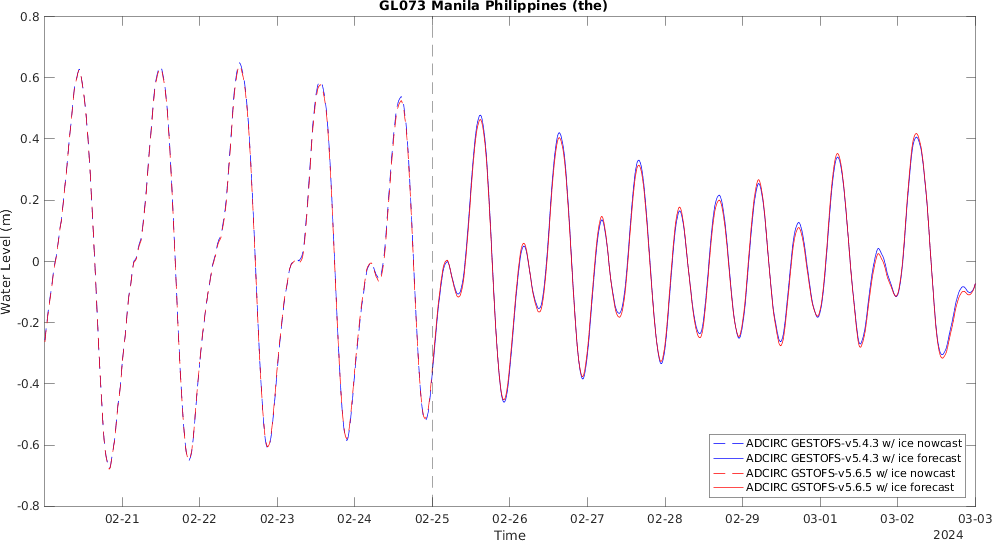 GL073 Manila Philippines (the)
0.8
0.6
0.4
0.2
0
-0.2
-0.4
-0.6
-0.8
Water Level (m)
ADCIRC GESTOFS-v5.4.3 w/ ice nowcast
ADCIRC GESTOFS-v5.4.3 w/ ice forecast
ADCIRC GSTOFS-v5.6.5 w/ ice nowcast
ADCIRC GSTOFS-v5.6.5 w/ ice forecast
02-21 02-22 02-23 02-24 02-25 02-26 02-27 02-28 02-29 03-01 03-02 03-03
Time
2024